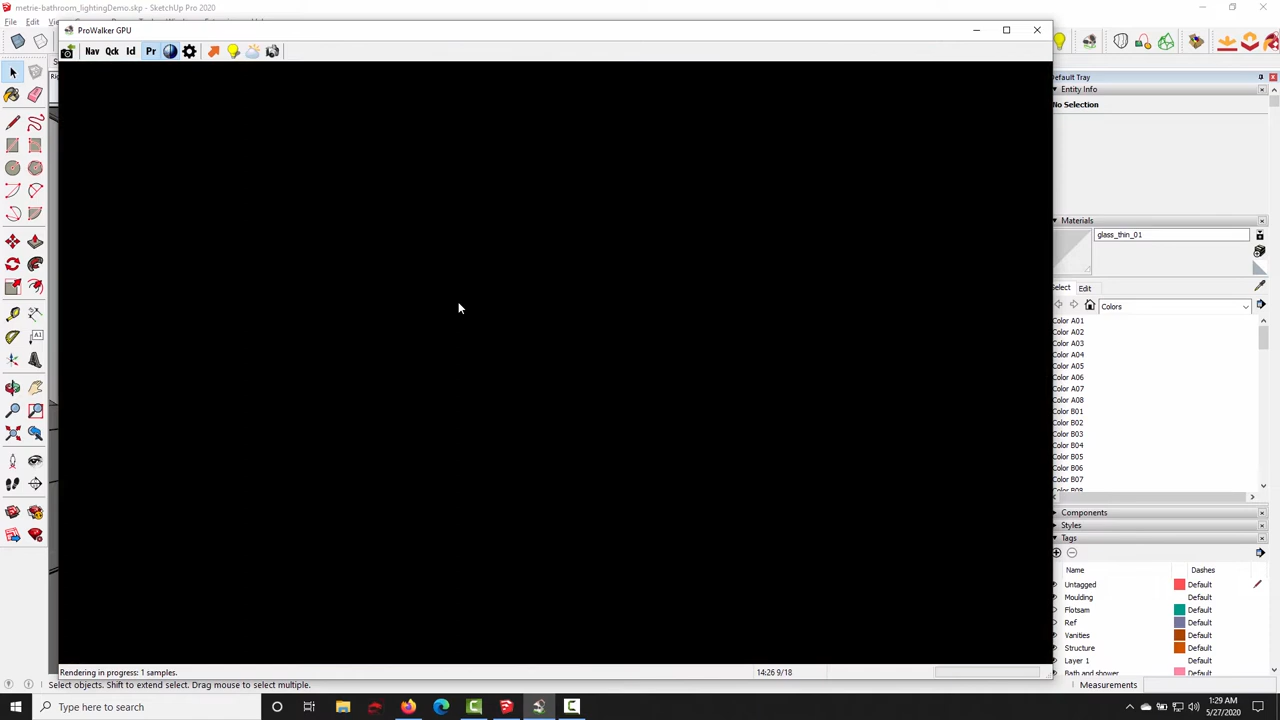 metrie-bathroom_lightingDemo.skp - SketchUp Pro 2020
File Edit
ProWalker GPU
Nav Qck Id Pr
Default Tray
Entity Info
No Selection
Materials
glass_thin_01
Select Edit
Colors
Color A01
Color A02
Color A03
Color A04
Color A05
Color A06
Color A07
Color A08
Color B01
Color B02
Color B03
Color B04
Color B05
Color B06
Color B07
Color B08
Components
Styles
Tags
Name Dashes
Untagged Default
Moulding Default
Flotsam Default
Ref Default
Vanities Default
Structure Default
Layer 1 Default
Bath and shower Default
Rendering in progress: 1 samples. 14:26 9/18
Select objects. Shift to extend select. Drag mouse to select multiple. Measurements
Type here to search
1:29 AM
5/27/2020